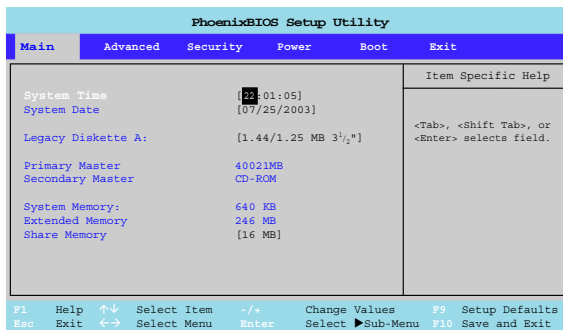 PhoenixBIOS Setup Utility
Main Advanced Security Power Boot Exit
Item Specific Help
System Time [22:01:05]
System Date [07/25/2003]
<Tab>, <Shift Tab>, or
<Enter> selects field.
Legacy Diskette A: [1.44/1.25 MB 3½"]
Primary Master 40021MB
Secondary Master CD-ROM
System Memory: 640 KB
Extended Memory 246 MB
Share Memory [16 MB]
F1 Help ↑↓ Select Item -/+ Change Values F9 Setup Defaults
Esc Exit ←→ Select Menu Enter Select ▶Sub-Menu F10 Save and Exit